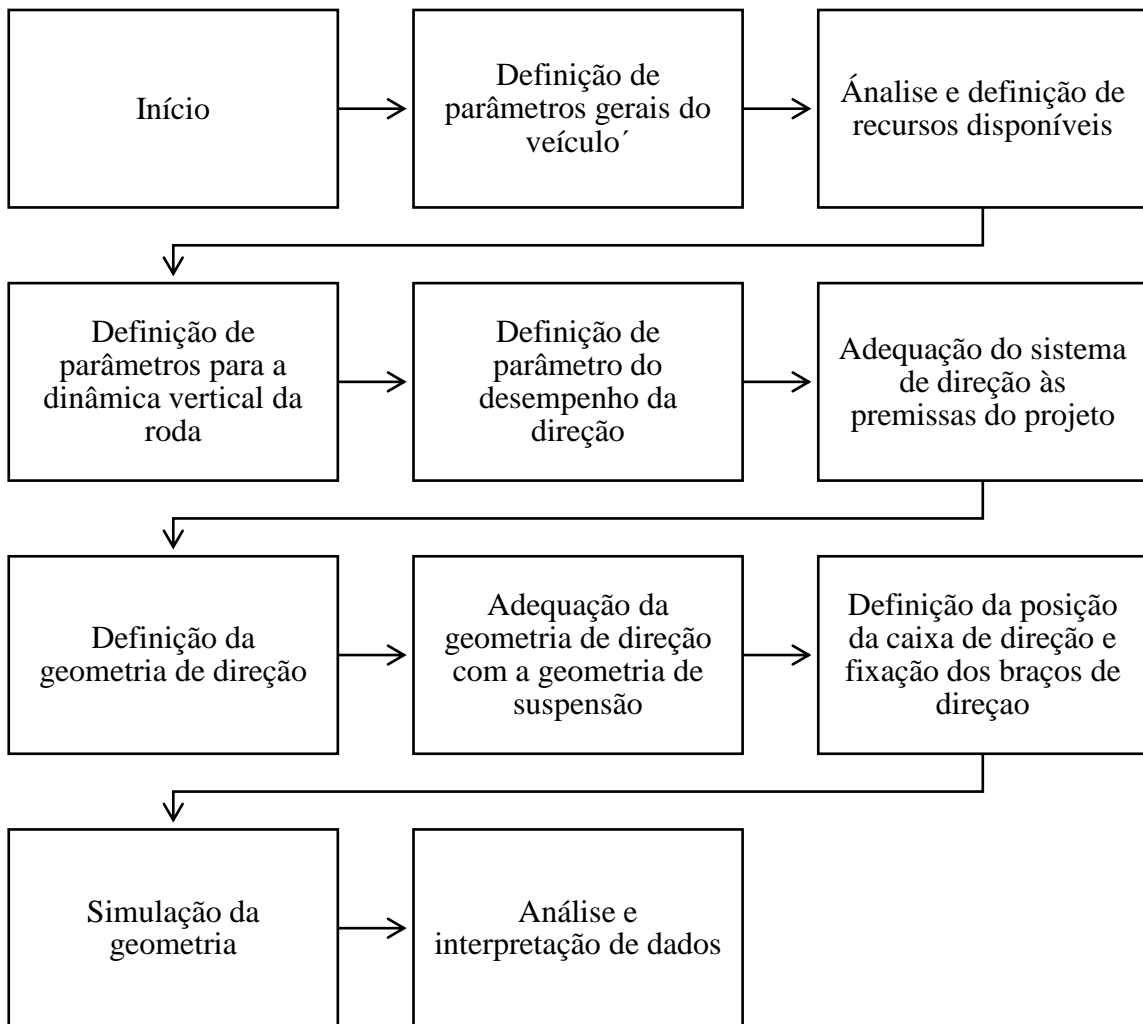 Início
Definição de
parâmetros gerais do
veículo´
Ánalise e definição de
recursos disponíveis
Definição de
parâmetros para a
dinâmica vertical da
roda
Definição de
parâmetro do
desempenho da
direção
Adequação do sistema
de direção às
premissas do projeto
Definição da
geometria de direção
Adequação da
geometria de direção
com a geometria de
suspensão
Definição da posição
da caixa de direção e
fixação dos braços de
direçao
Simulação da
geometria
Análise e
interpretação de dados